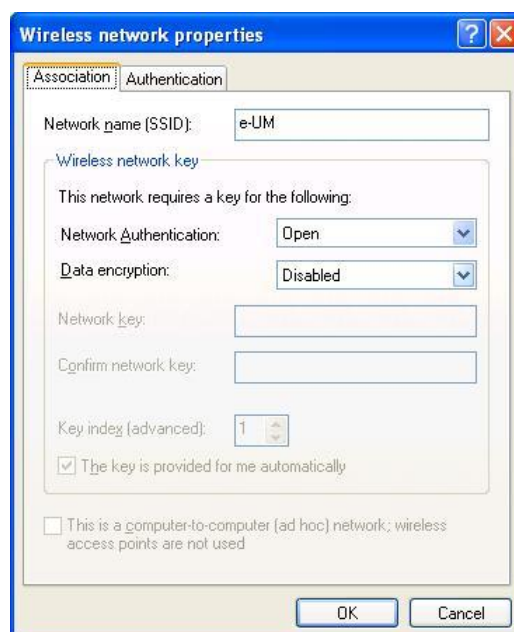 Wireless network properties
Association
Authentication
Network name (SSID):
e-UM
Wireless network key
This network requires a key for the following:
Network Authentication:
Open
Data encryption:
Disabled
Network key:
Confirm network key:
Key index (advanced):
1
The key is provided for me automatically
This is a computer-to-computer (ad hoc) network; wireless
access points are not used
OK
Cancel